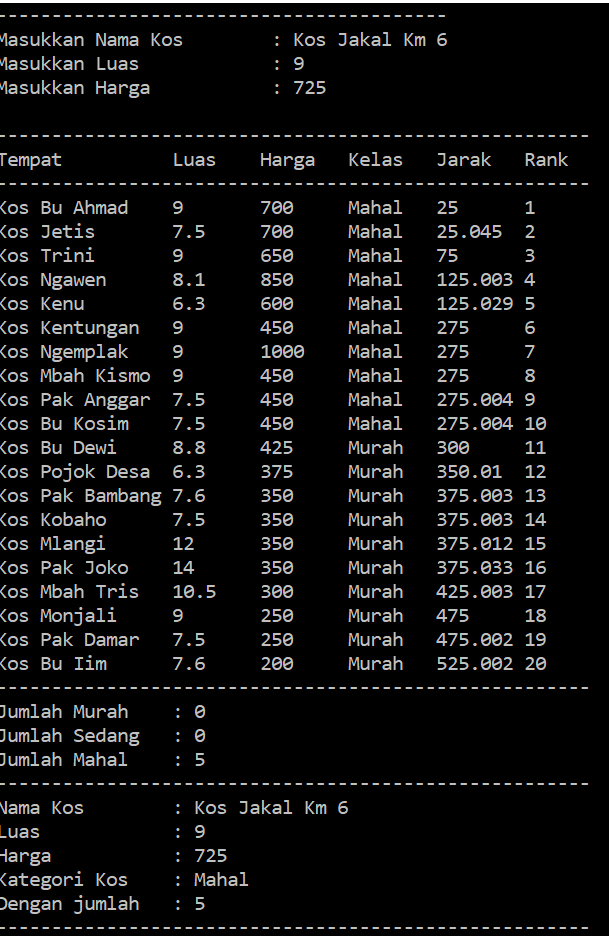 ----------------------------------------
Masukkan Nama Kos : Kos Jakal Km 6
Masukkan Luas : 9
Masukkan Harga : 725
------------------------------------------------------
Tempat Luas Harga Kelas Jarak Rank
------------------------------------------------------
Kos Bu Ahmad 9 700 Mahal 25 1
Kos Jetis 7.5 700 Mahal 25.045 2
Kos Trini 9 650 Mahal 75 3
Kos Ngawen 8.1 850 Mahal 125.003 4
Kos Kenu 6.3 600 Mahal 125.029 5
Kos Kentungan 9 450 Mahal 275 6
Kos Ngemplak 9 1000 Mahal 275 7
Kos Mbah Kismo 9 450 Mahal 275 8
Kos Pak Anggar 7.5 450 Mahal 275.004 9
Kos Bu Kosim 7.5 450 Mahal 275.004 10
Kos Bu Dewi 8.8 425 Murah 300 11
Kos Pojok Desa 6.3 375 Murah 350.01 12
Kos Pak Bambang 7.6 350 Murah 375.003 13
Kos Kobaho 7.5 350 Murah 375.003 14
Kos Mlangi 12 350 Murah 375.012 15
Kos Pak Joko 14 350 Murah 375.033 16
Kos Mbah Tris 10.5 300 Murah 425.003 17
Kos Monjali 9 250 Murah 475 18
Kos Pak Damar 7.5 250 Murah 475.002 19
Kos Bu Iim 7.6 200 Murah 525.002 20
------------------------------------------------------
Jumlah Murah : 0
Jumlah Sedang : 0
Jumlah Mahal : 5
------------------------------------------------------
Nama Kos : Kos Jakal Km 6
Luas : 9
Harga : 725
Kategori Kos : Mahal
Dengan jumlah : 5
------------------------------------------------------